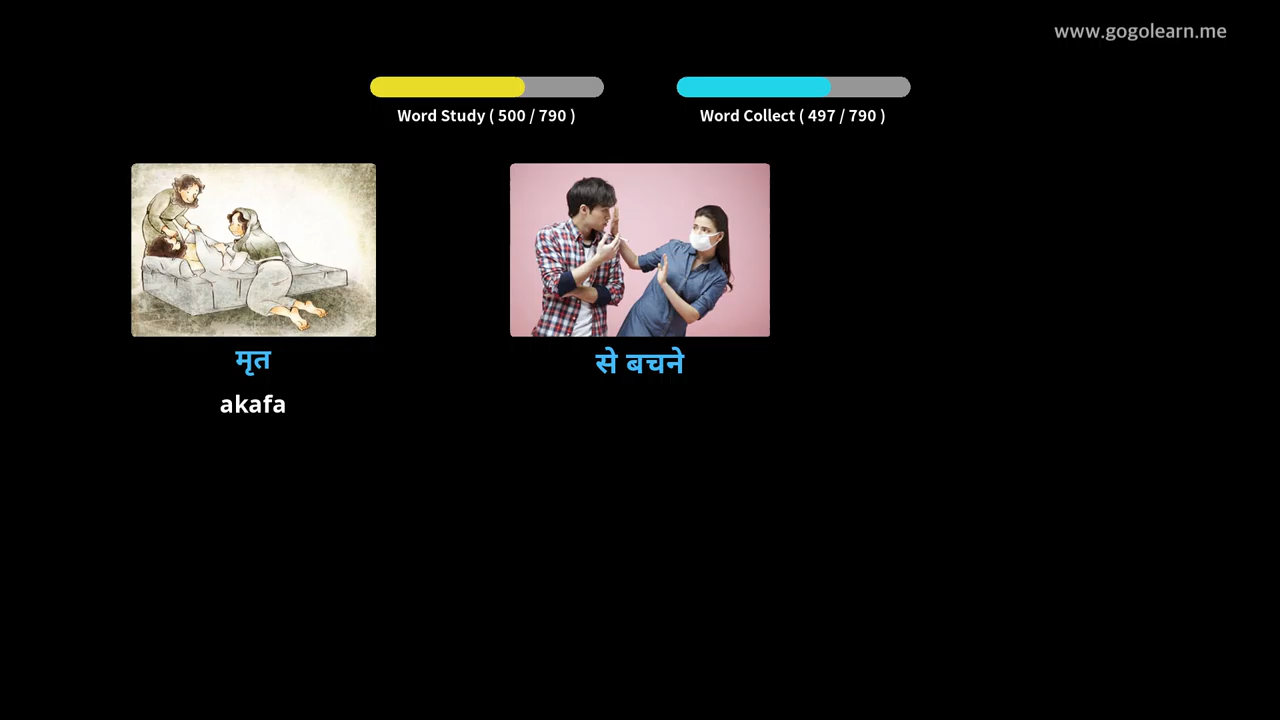 www.gogolearn.me
Word Study ( 500 / 790 )
Word Collect ( 497 / 790 )
मृत
से बचने
akafa